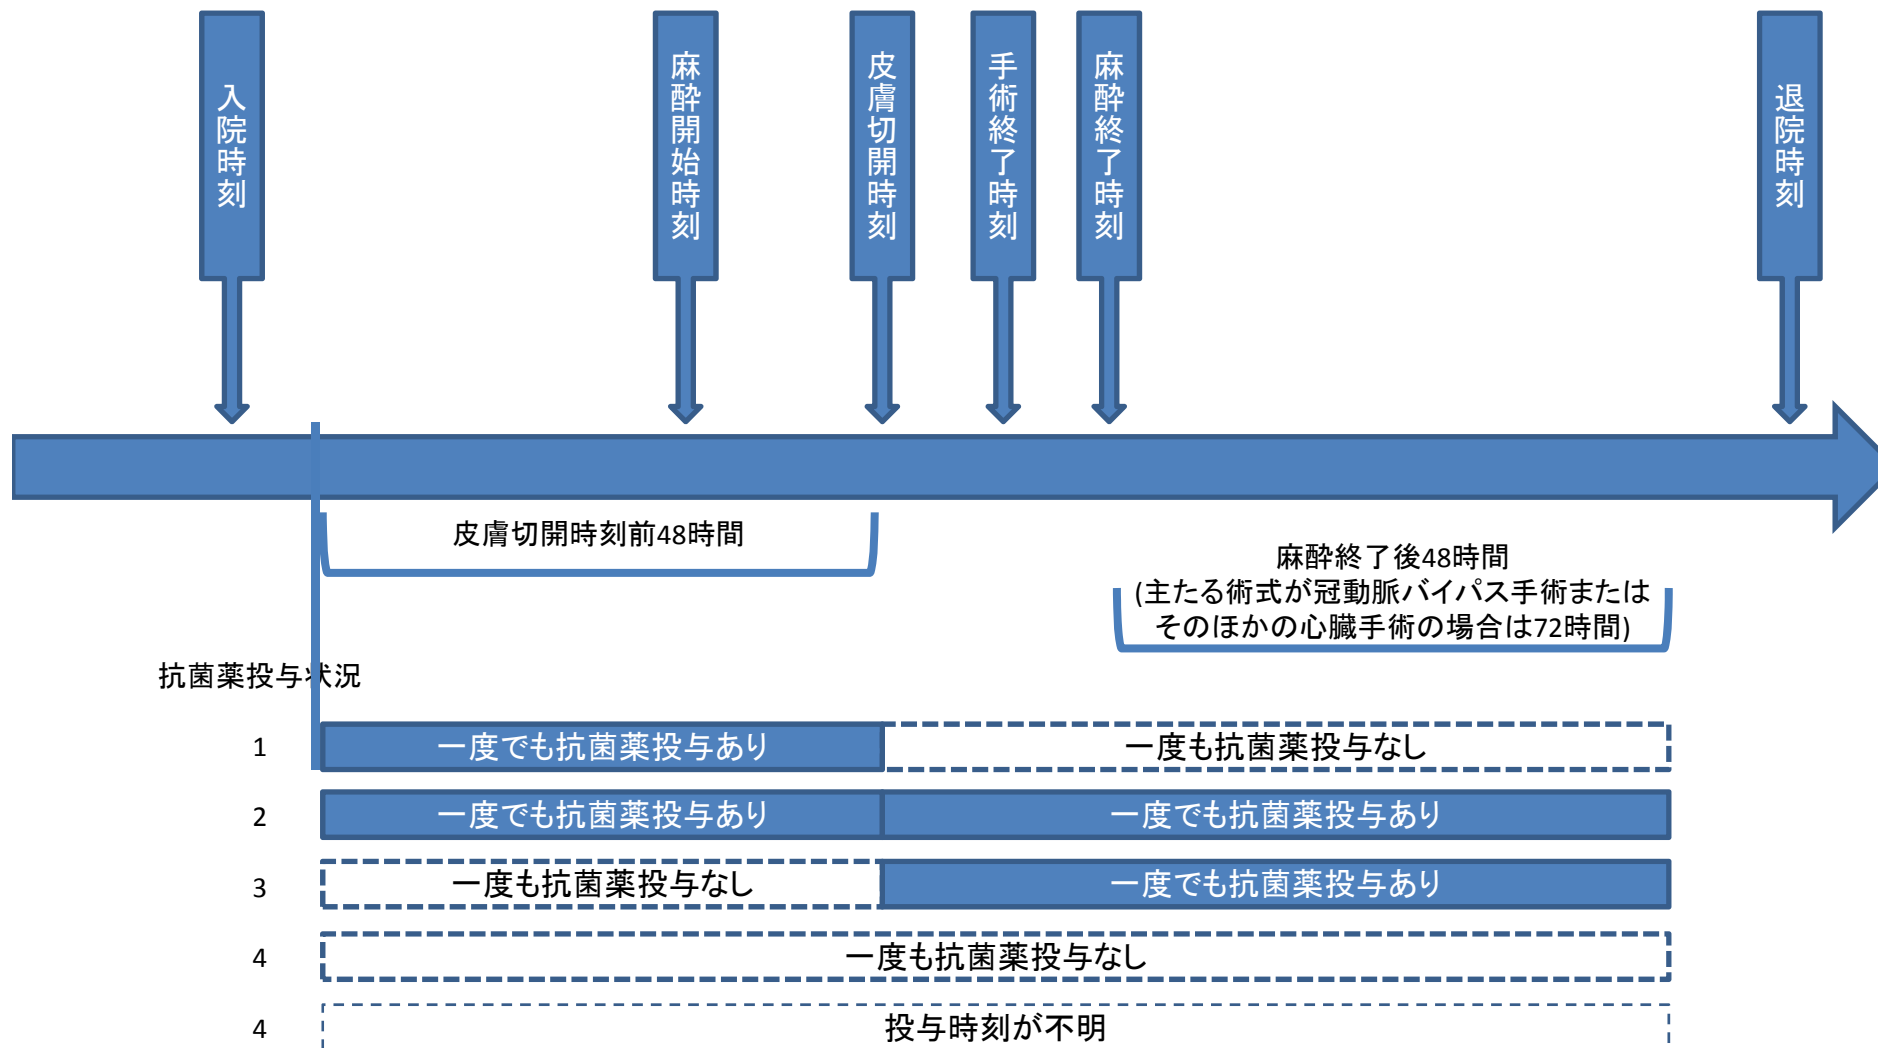 入院時刻
麻酔開始時刻
皮膚切開時刻
手術終了時刻
麻酔終了時刻
退院時刻
皮膚切開時刻前48時間
麻酔終了後48時間
(主たる術式が冠動脈バイパス手術または
そのほかの心臓手術の場合は72時間)
抗菌薬投与状況
1 一度でも抗菌薬投与あり 一度も抗菌薬投与なし
2 一度でも抗菌薬投与あり 一度でも抗菌薬投与あり
3 一度も抗菌薬投与なし 一度でも抗菌薬投与あり
4 一度も抗菌薬投与なし
4 投与時刻が不明